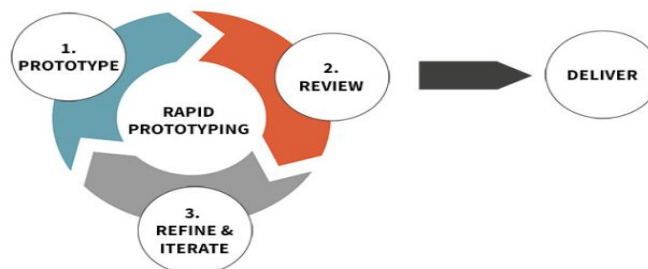 1.
PROTOTYPE
2.
REVIEW
DELIVER
RAPID
PROTOTYPING
3.
REFINE &
ITERATE